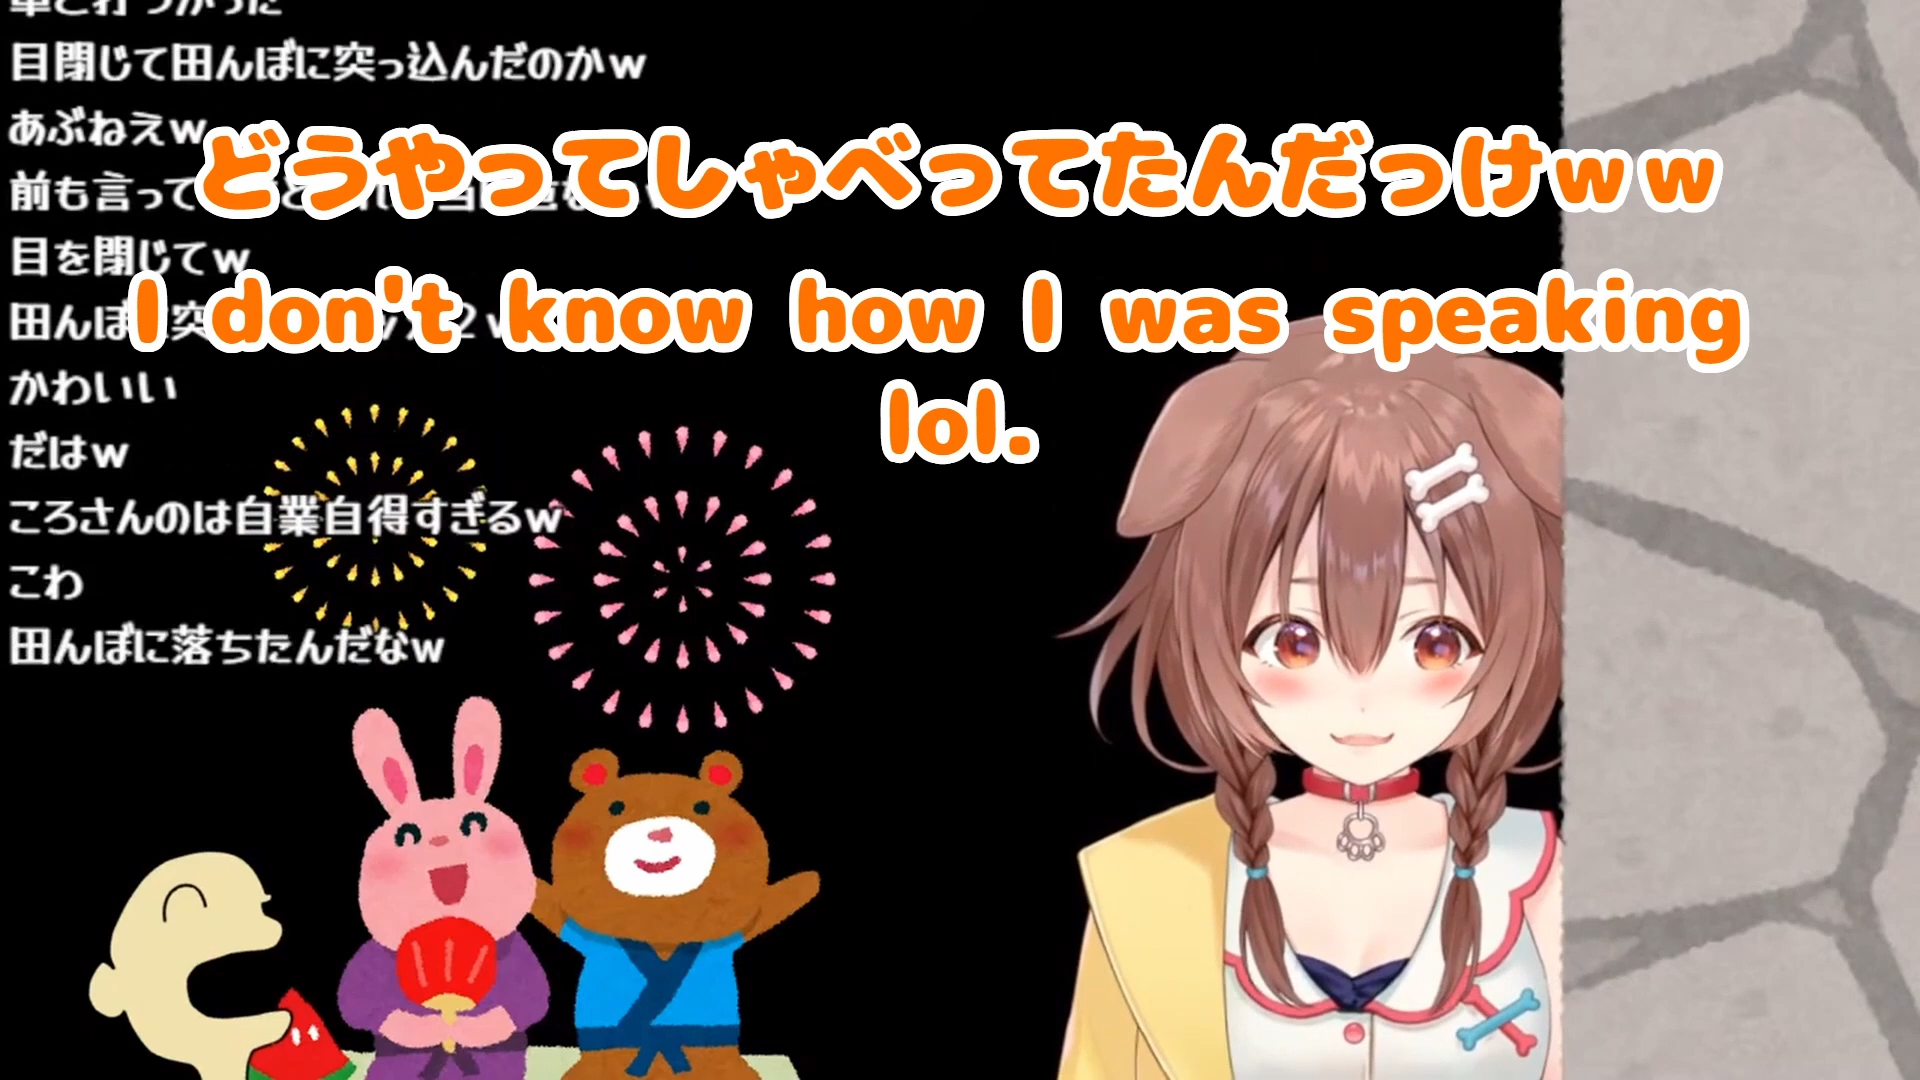 目閉じて田んぼに突っ込んだのかw
あぶねえw
どうやってしゃべってたんだっけww
前も言って
目を閉じてw
I don't know how I was speaking
lol.
田んぼ
かわいい
だはw
ころさんのは自業自得すぎるw
こわ
田んぼに落ちたんだなw